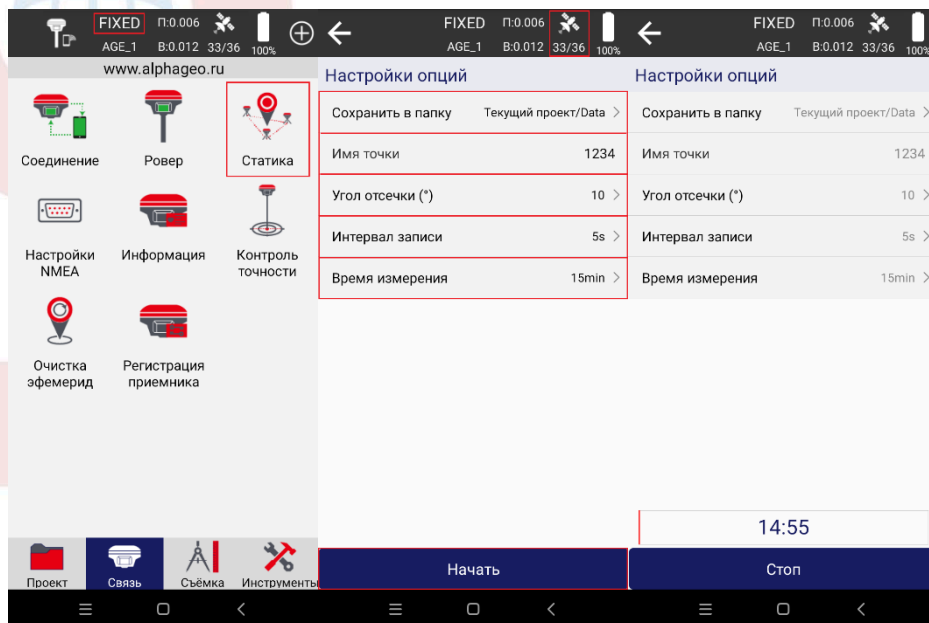 FIXED П:0.006
AGE_1 B:0.012 33/36 100%
www.alphageo.ru
Соединение Ровер Статика
Настройки NMEA
Информация
Контроль точности
Очистка эфемерид
Регистрация приемника
Проект Связь Съёмка Инструменты
FIXED П:0.006
AGE_1 B:0.012 33/36 100%
Настройки опций
Сохранить в папку Текущий проект/Data >
Имя точки 1234
Угол отсечки (°) 10 >
Интервал записи 5s >
Время измерения 15min >
Начать
FIXED П:0.006
AGE_1 B:0.012 33/36 100%
Настройки опций
Сохранить в папку Текущий проект/Data >
Имя точки 1234
Угол отсечки (°) 10 >
Интервал записи 5s >
Время измерения 15min >
14:55
Стоп